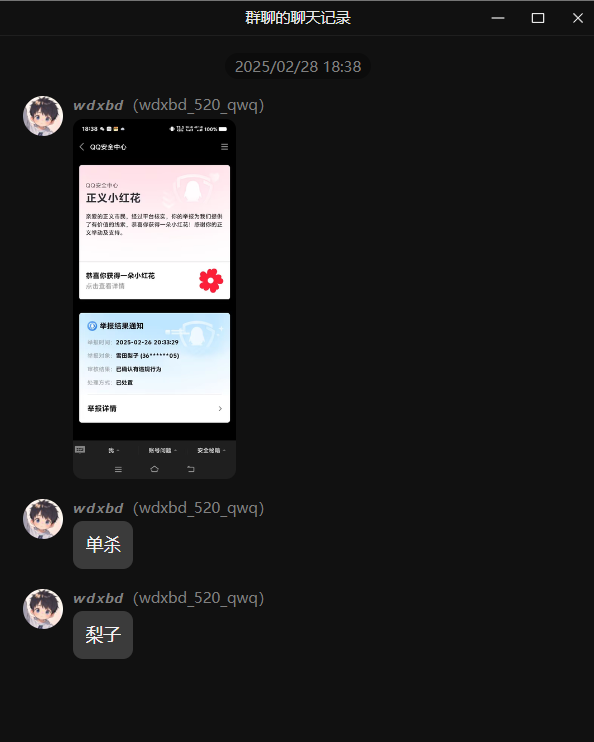 群聊的聊天记录
2025/02/28 18:38
wdxbd (wdxbd_520_qwq)
18:38
100%
QQ安全中心
QQ安全中心
正义小红花
亲爱的正义市民，经过平台核实，你的举报为我们提供
了有价值的线索，恭喜你获得一朵小红花！感谢你的正
义举动及支持。
恭喜你获得一朵小红花
点击查看详情
举报结果通知
举报时间： 2025-02-26 20:33:29
举报对象： 雪田梨子 (36******05)
审核结果： 已确认有违规行为
处理方式： 已处置
举报详情
我
账号问题
安全秘籍
wdxbd (wdxbd_520_qwq)
单杀
wdxbd (wdxbd_520_qwq)
梨子